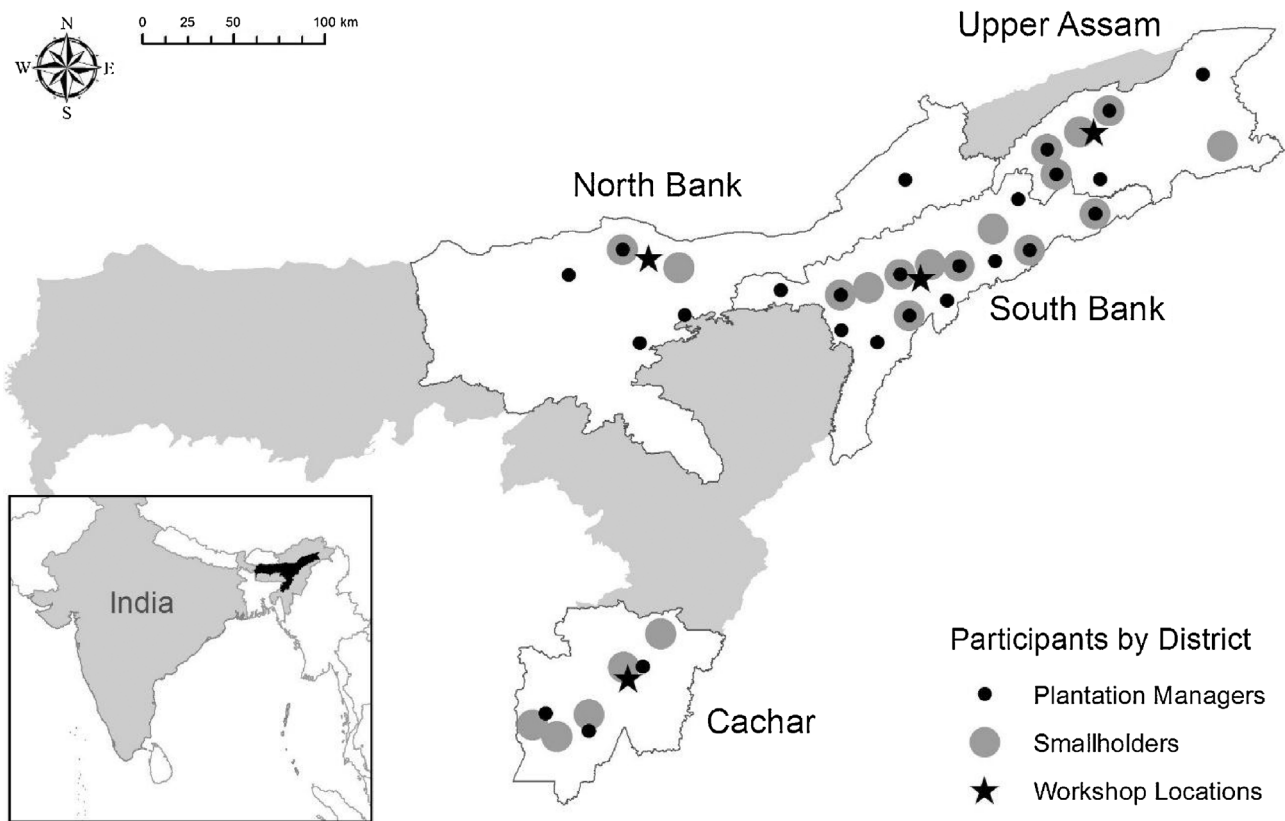 N
W E
S
0 25 50 100 km
Upper Assam
North Bank
South Bank
India
Cachar
Participants by District
Plantation Managers
Smallholders
Workshop Locations